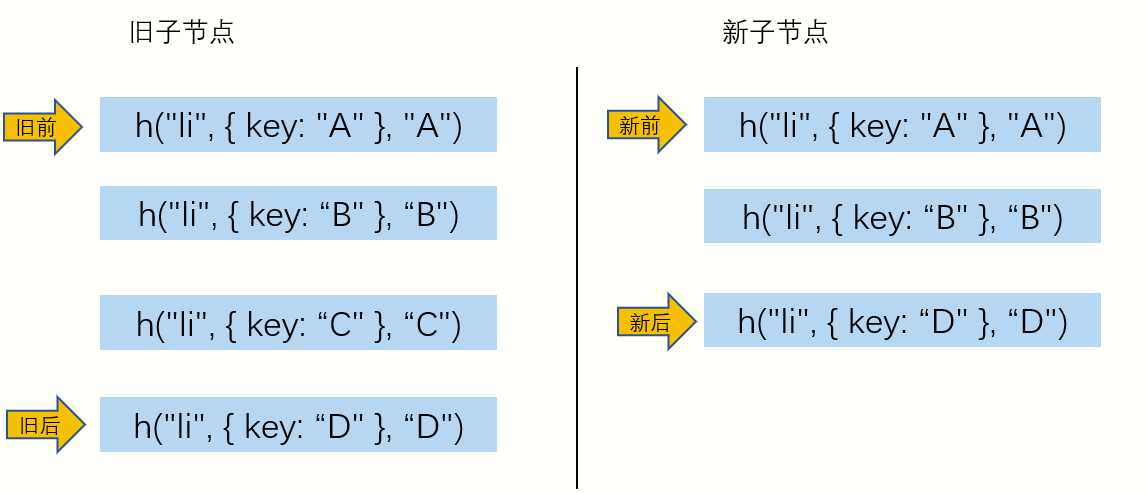 旧子节点
新子节点
旧前
h("li", { key: "A" }, "A")
新前
h("li", { key: "A" }, "A")
h("li", { key: “B" }, “B")
h("li", { key: “B" }, “B")
h("li", { key: “C" }, “C")
新后
h("li", { key: “D" }, “D")
旧后
h("li", { key: “D" }, “D")